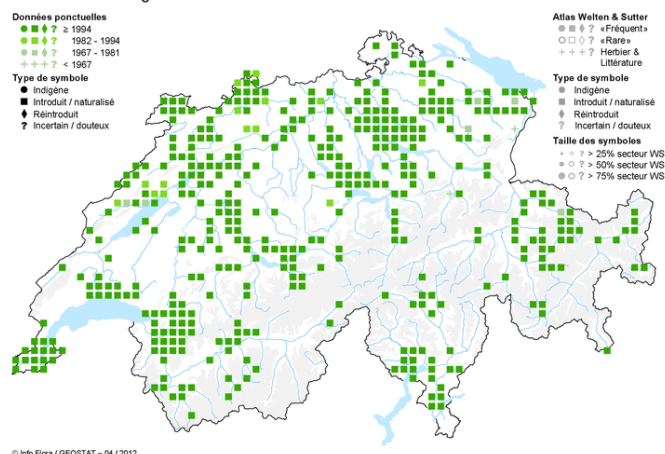 Données ponctuelles
? ≥ 1994
? 1982 - 1994
? 1967 - 1981
? < 1967
Type de symbole
Indigène
Introduit / naturalisé
Réintroduit
? Incertain / douteux
Atlas Welten & Sutter
? «Fréquent»
? «Rare»
+++ Herbier &
Littérature
Type de symbole
Indigène
Introduit / naturalisé
Réintroduit
? Incertain / douteux
Taille des symboles
? > 25% secteur WS
? > 50% secteur WS
? > 75% secteur WS
© Info Flora / GEOSTAT – 04 / 2012